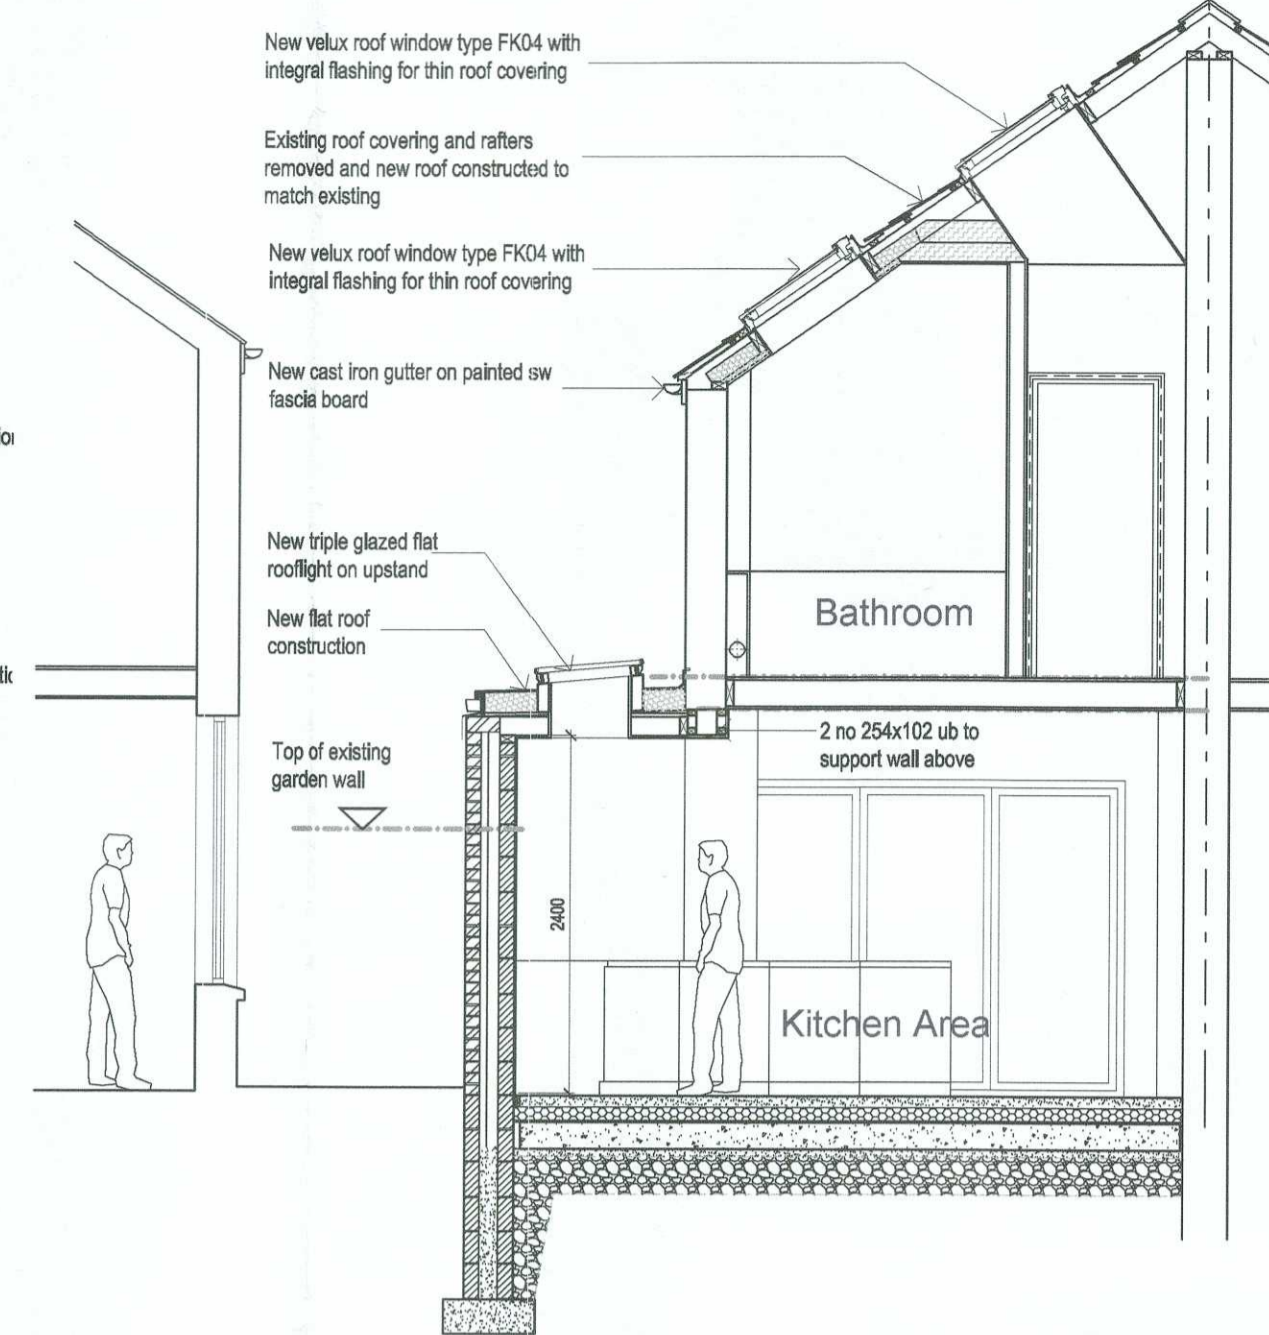 New velux roof window type FK04 with
integral flashing for thin roof covering
Existing roof covering and rafters
removed and new roof constructed to
match existing
New velux roof window type FK04 with
integral flashing for thin roof covering
New cast iron gutter on painted sw
fascia board
New triple glazed flat
rooflight on upstand
New flat roof
construction
Bathroom
2 no 254x102 ub to
support wall above
Top of existing
garden wall
2400
Kitchen Area